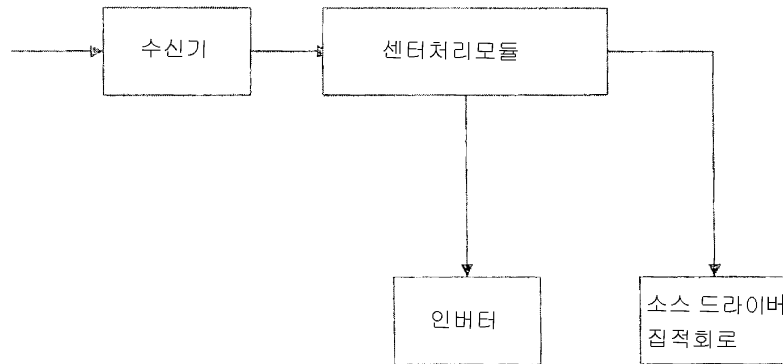 수신기
센터처리모듈
인버터
소스 드라이버
집적회로